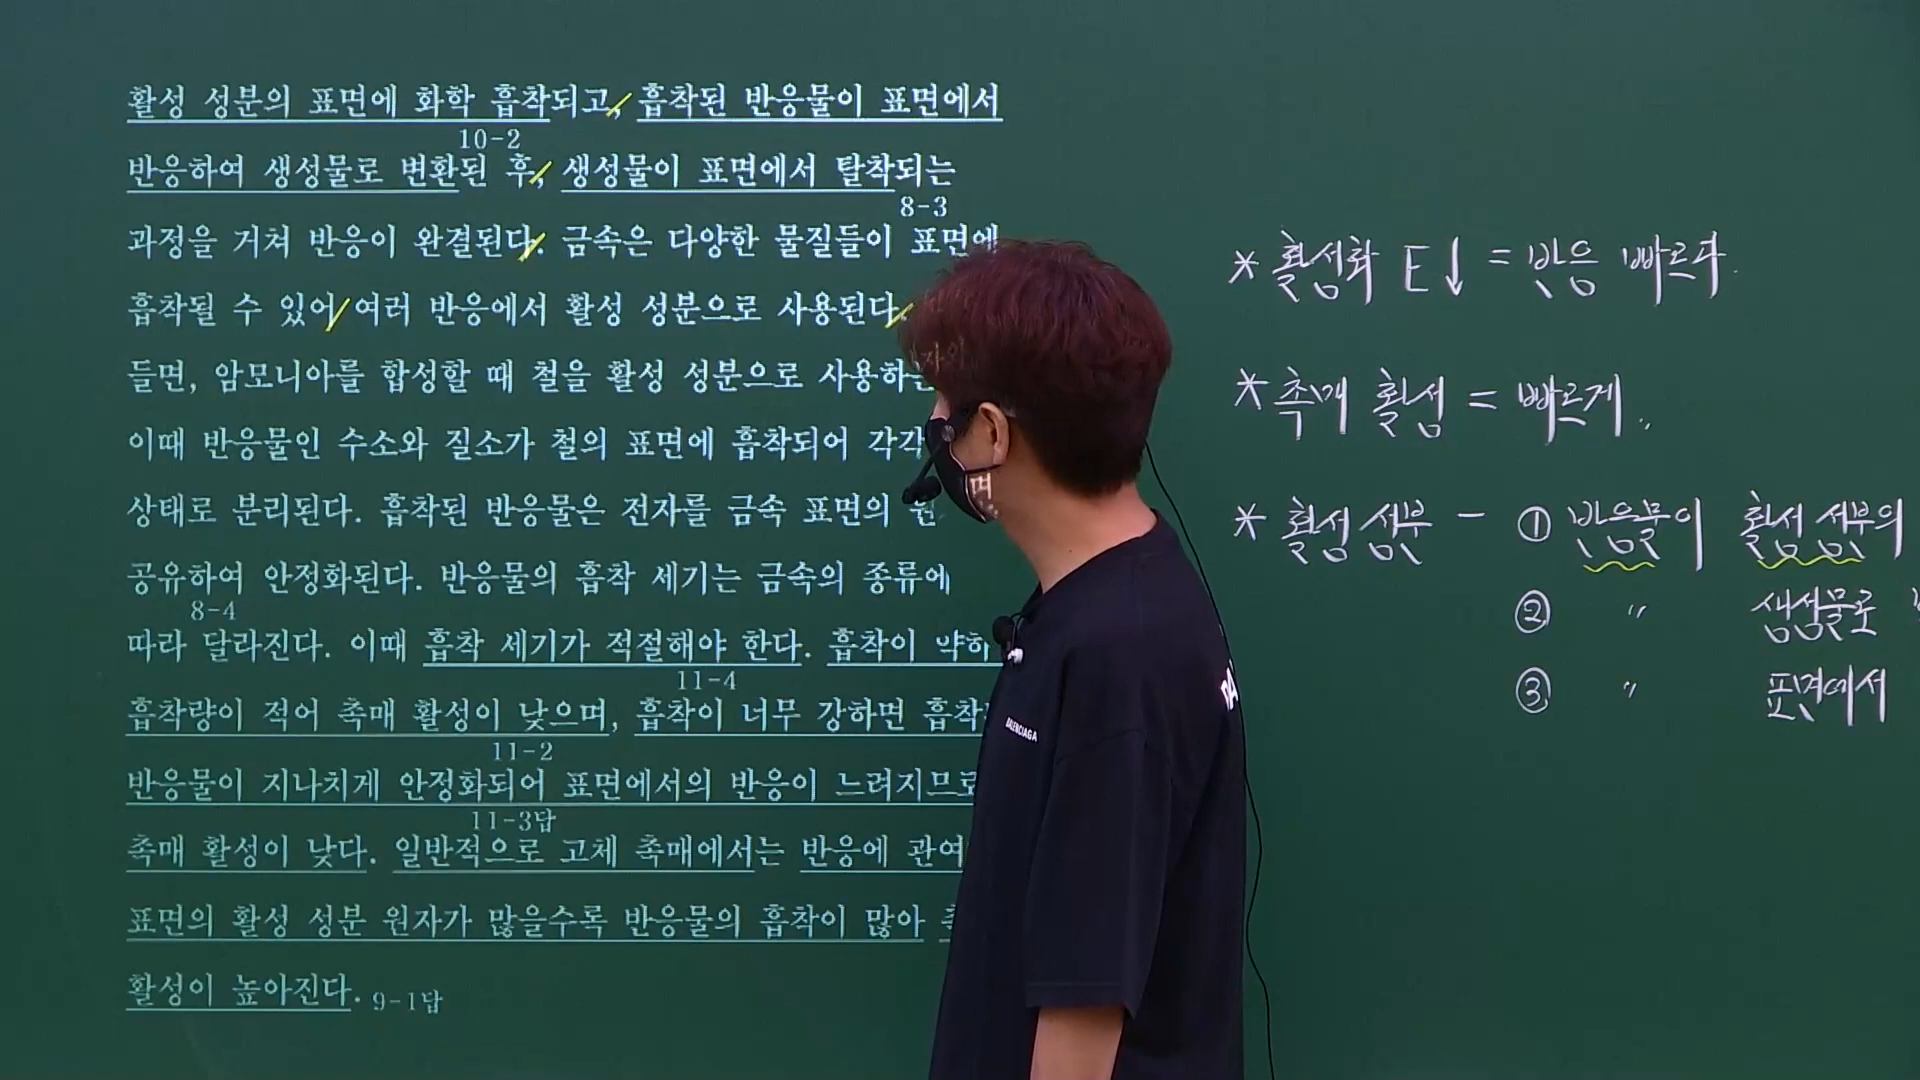 활성 성분의 표면에 화학 흡착되고, 흡착된 반응물이 표면에서
10-2
반응하여 생성물로 변환된 후, 생성물이 표면에서 탈착되는
8-3
과정을 거쳐 반응이 완결된다. 금속은 다양한 물질들이 표면에
흡착될 수 있어 여러 반응에서 활성 성분으로 사용된다.
들면, 암모니아를 합성할 때 철을 활성 성분으로 사용하는
이때 반응물인 수소와 질소가 철의 표면에 흡착되어 각각
상태로 분리된다. 흡착된 반응물은 전자를 금속 표면의 원
공유하여 안정화된다. 반응물의 흡착 세기는 금속의 종류에
8-4
따라 달라진다. 이때 흡착 세기가 적절해야 한다. 흡착이 약하
11-4
흡착량이 적어 촉매 활성이 낮으며, 흡착이 너무 강하면 흡착
11-2
반응물이 지나치게 안정화되어 표면에서의 반응이 느려지므로
11-3답
촉매 활성이 낮다. 일반적으로 고체 촉매에서는 반응에 관여
표면의 활성 성분 원자가 많을수록 반응물의 흡착이 많아
활성이 높아진다. 9-1답
* 활성화 E↓ = 반응 빠르다.
* 촉매 활성 = 빠르게.
* 활성 성분 - ① 반응물이 활성 성분의
② 〃 생성물로
③ 〃 표면에서
BALENCIAGA